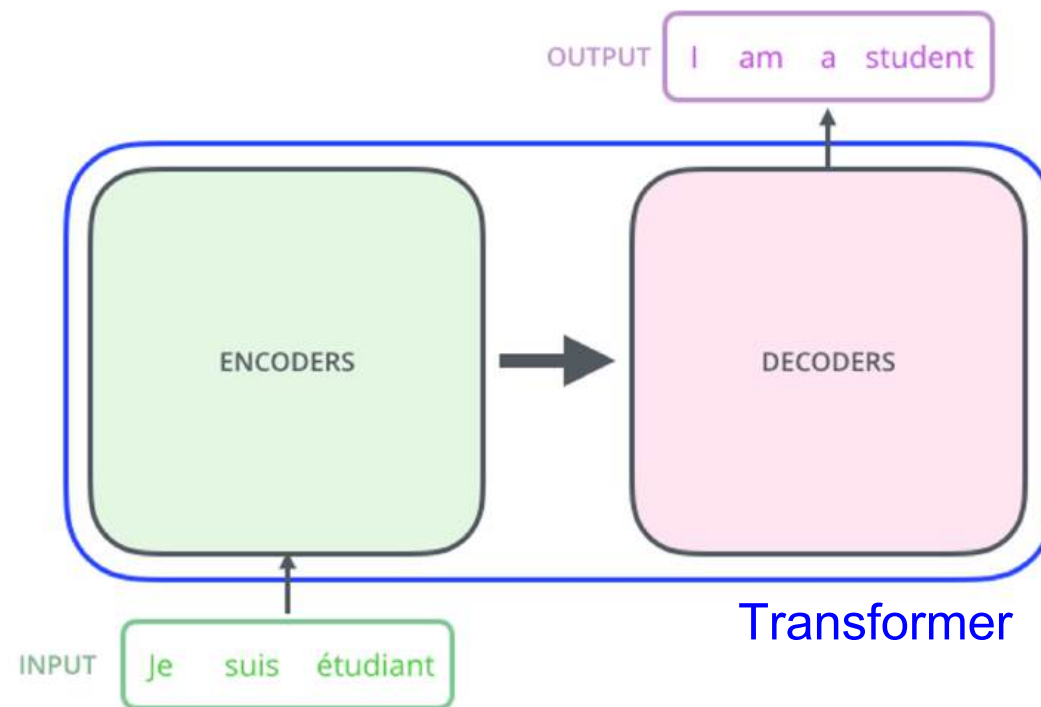 OUTPUT I am a student
ENCODERS
DECODERS
Transformer
INPUT Je suis étudiant